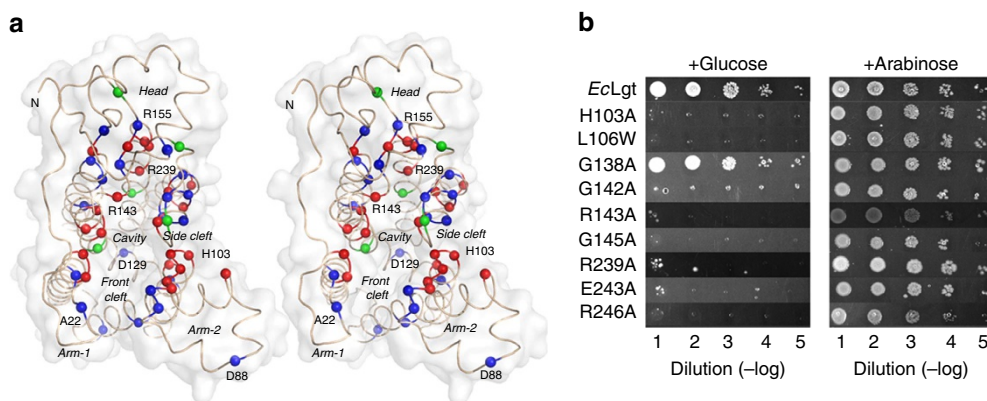 a
N
Head
R155
R239
R143
Cavity
Side cleft
D129
H103
Front
cleft
A22
Arm-2
Arm-1
D88
N
Head
R155
R239
R143
Cavity
Side cleft
D129
H103
Front
cleft
A22
Arm-2
Arm-1
D88
b
+Glucose +Arabinose
EcLgt
H103A
L106W
G138A
G142A
R143A
G145A
R239A
E243A
R246A
1 2 3 4 5 1 2 3 4 5
Dilution (–log) Dilution (–log)